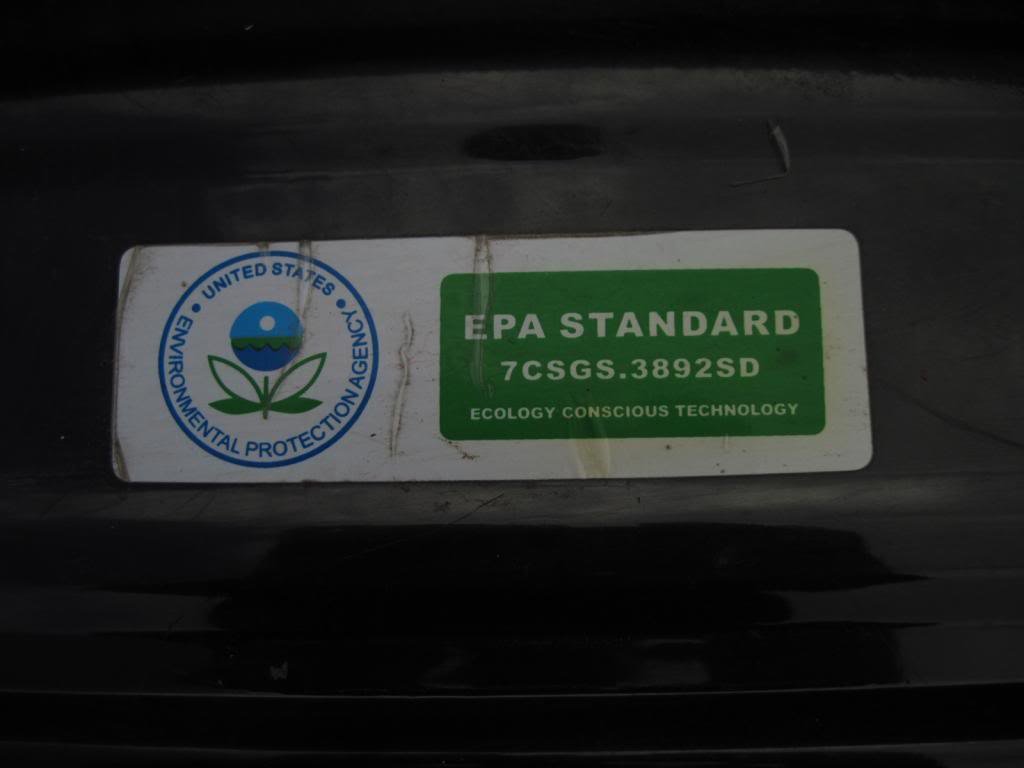 • UNITED STATES •
ENVIRONMENTAL PROTECTION AGENCY
EPA STANDARD
7CSGS.3892SD
ECOLOGY CONSCIOUS TECHNOLOGY